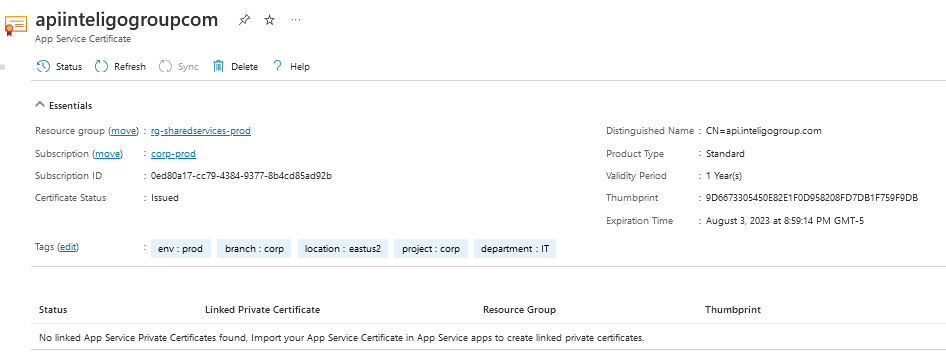 apiinteligogroupcom
App Service Certificate
Status Refresh Sync Delete Help
Essentials
Resource group (move) : rg-sharedservices-prod
Subscription (move) : corp-prod
Subscription ID : 0ed80a17-cc79-4384-9377-8b4cd85ad92b
Certificate Status : Issued
Distinguished Name : CN=api.inteligogroup.com
Product Type : Standard
Validity Period : 1 Year(s)
Thumbprint : 9D6673305450E82E1F0D958208FD7DB1F759F9DB
Expiration Time : August 3, 2023 at 8:59:14 PM GMT-5
Tags (edit) : env : prod branch : corp location : eastus2 project : corp department : IT
Status Linked Private Certificate Resource Group Thumbprint
No linked App Service Private Certificates found, Import your App Service Certificate in App Service apps to create linked private certificates.